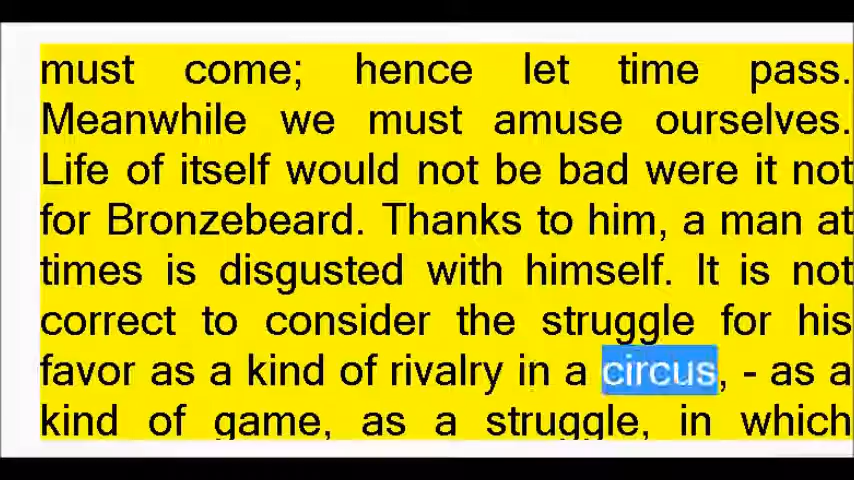 must come; hence let time pass.
Meanwhile we must amuse ourselves.
Life of itself would not be bad were it not
for Bronzebeard. Thanks to him, a man at
times is disgusted with himself. It is not
correct to consider the struggle for his
favor as a kind of rivalry in a circus, - as a
kind of game, as a struggle, in which